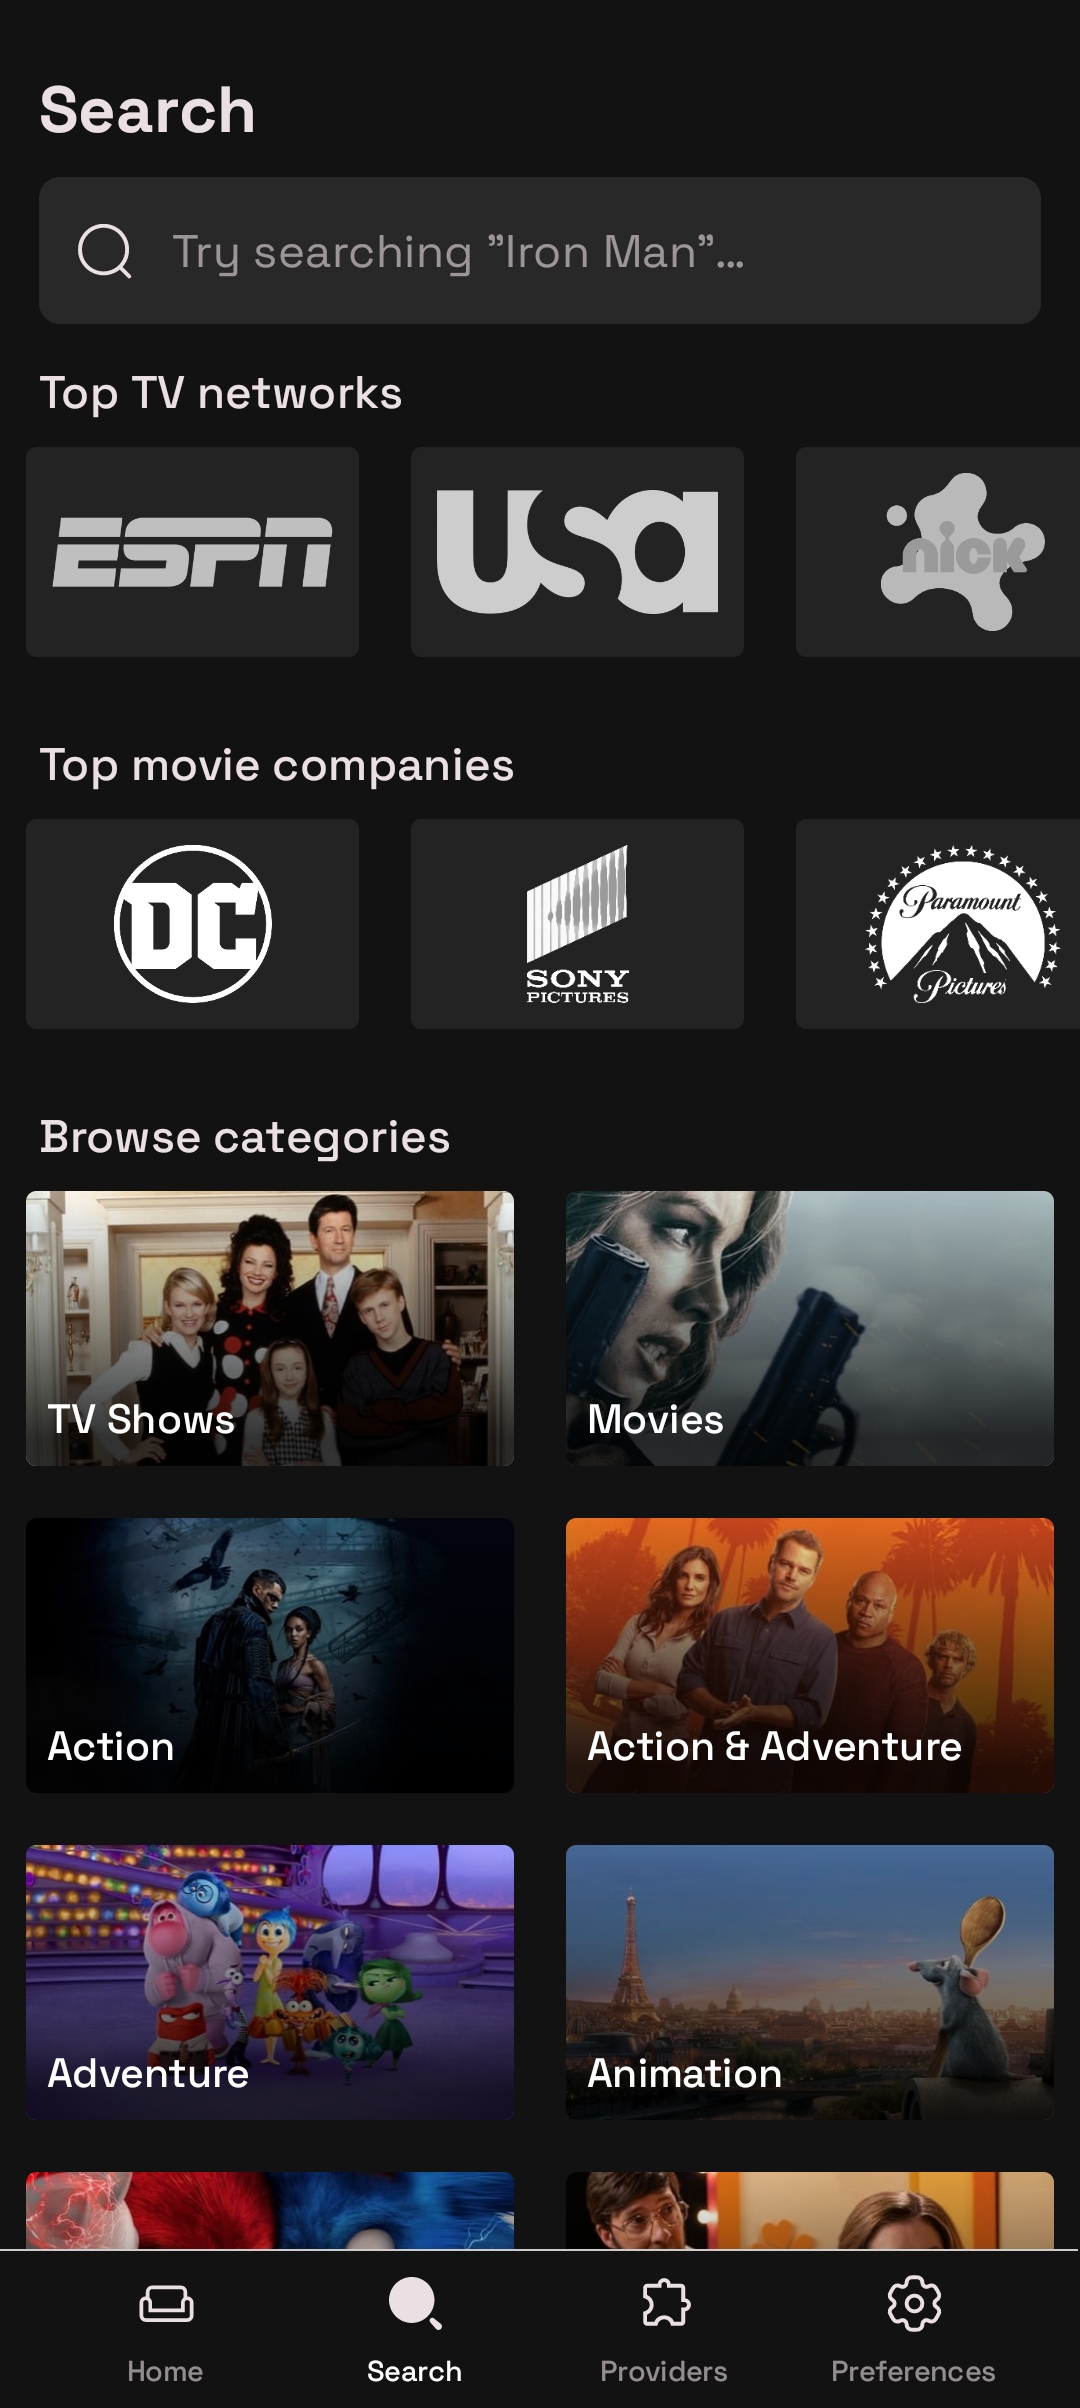 Search
Try searching "Iron Man"...
Top TV networks
ESPN
usa
nick
Top movie companies
DC
SONY
PICTURES
Paramount
Pictures
Browse categories
TV Shows
Movies
Action
Action & Adventure
Adventure
Animation
Home
Search
Providers
Preferences